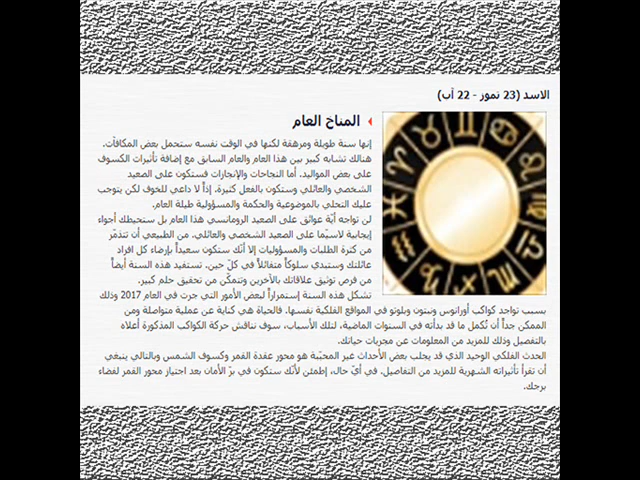 الاسد (23 تموز - 22 آب)
المناخ العام
إنها سنة طويلة ومرهقة لكنها في الوقت نفسه ستحمل بعض المكافآت.
هنالك تشابه كبير بين هذا العام والعام السابق مع إضافة تأثيرات الكسوف
على بعض المواليد. أما النجاحات والإنجازات فستكون على الصعيد
الشخصي والعائلي وستكون بالفعل كثيرة. إذاً لا داعي للخوف لكن يتوجب
عليك التحلي بالموضوعية والحكمة والمسؤولية طيلة العام.
لن تواجه أيّة عوائق على الصعيد الرومانسي هذا العام بل ستحيطك أجواء
إيجابية لاسيّما على الصعيد الشخصي والعائلي. من الطبيعي أن تتذمّر
من كثرة الطلبات والمسؤوليات إلا أنّك ستكون سعيداً بإرضاء كل افراد
عائلتك وستبدي سلوكاً متفائلاً في كلّ حين. تستفيد هذه السنة أيضاً
من فرص توثيق علاقاتك بالآخرين وتتمكّن من تحقيق حلم كبير.
تشكل هذه السنة إستمراراً لبعض الأمور التي جرت في العام 2017 وذلك
بسبب تواجد كواكب أورانوس ونبتون وبلوتو في المواقع الفلكية نفسها. فالحياة هي كناية عن عملية متواصلة ومن
الممكن جداً أن تُكمل ما قد بدأته في السنوات الماضية، لتلك الأسباب، سوف نناقش حركة الكواكب المذكورة أعلاه
بالتفصيل وذلك للمزيد من المعلومات عن مجريات حياتك.
الحدث الفلكي الوحيد الذي قد يجلب بعض الأحداث غير المحبّبة هو محور عقدة القمر وكسوف الشمس وبالتالي ينبغي
أن تقرأ تأثيراته الشهرية للمزيد من التفاصيل. في أيّ حال، إطمئن لأنّك ستكون في برّ الأمان بعد اجتياز محور القمر لفضاء
برجك.